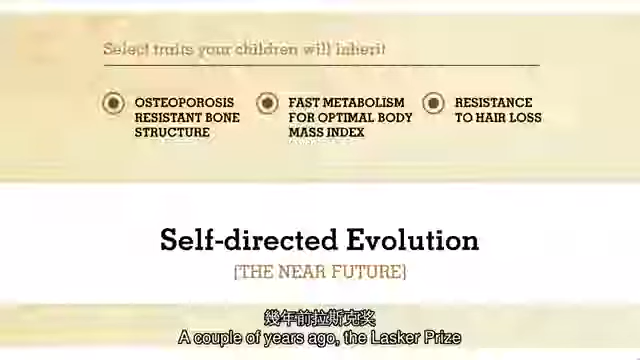 Select traits your children will inherit
OSTEOPOROSIS
RESISTANT BONE
STRUCTURE
FAST METABOLISM
FOR OPTIMAL BODY
MASS INDEX
RESISTANCE
TO HAIR LOSS
Self-directed Evolution
[THE NEAR FUTURE]
幾年前拉斯克奖
A couple of years ago, the Lasker Prize